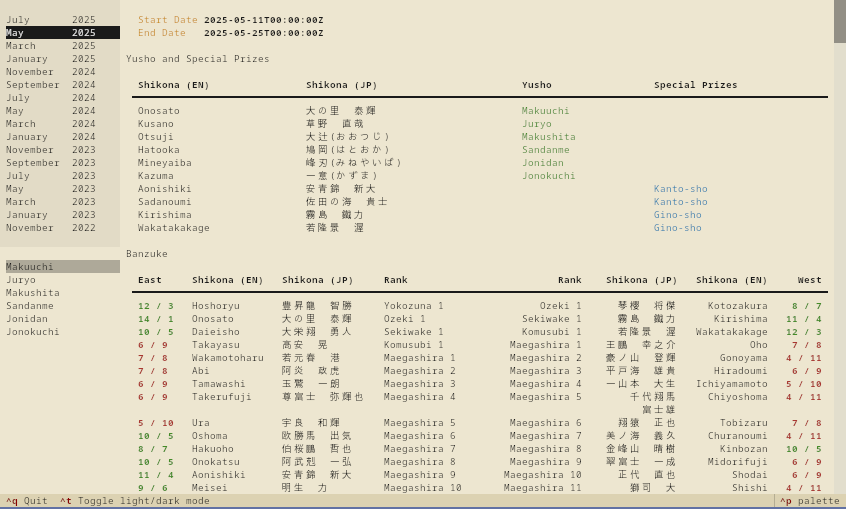 July 2025
May 2025
March 2025
January 2025
November 2024
September 2024
July 2024
May 2024
March 2024
January 2024
November 2023
September 2023
July 2023
May 2023
March 2023
January 2023
November 2022
Makuuchi
Juryo
Makushita
Sandanme
Jonidan
Jonokuchi
Start Date 2025-05-11T00:00:00Z
End Date 2025-05-25T00:00:00Z
Yusho and Special Prizes
Shikona (EN) Shikona (JP) Yusho Special Prizes
Onosato 大の里 泰輝 Makuuchi
Kusano 草野 直哉 Juryo
Otsuji 大辻(おおつじ) Makushita
Hatooka 鳩岡(はとおか) Sandanme
Mineyaiba 峰刃(みねやいば) Jonidan
Kazuma 一意(かずま) Jonokuchi
Aonishiki 安青錦 新大 Kanto-sho
Sadanoumi 佐田の海 貴士 Kanto-sho
Kirishima 霧島 鐵力 Gino-sho
Wakatakakage 若隆景 渥 Gino-sho
Banzuke
East Shikona (EN) Shikona (JP) Rank Rank Shikona (JP) Shikona (EN) West
12 / 3 Hoshoryu 豊昇龍 智勝 Yokozuna 1 Ozeki 1 琴櫻 将傑 Kotozakura 8 / 7
14 / 1 Onosato 大の里 泰輝 Ozeki 1 Sekiwake 1 霧島 鐵力 Kirishima 11 / 4
10 / 5 Daieisho 大栄翔 勇人 Sekiwake 1 Komusubi 1 若隆景 渥 Wakatakakage 12 / 3
6 / 9 Takayasu 高安 晃 Komusubi 1 Maegashira 1 王鵬 幸之介 Oho 7 / 8
7 / 8 Wakamotoharu 若元春 港 Maegashira 1 Maegashira 2 豪ノ山 登輝 Gonoyama 4 / 11
7 / 8 Abi 阿炎 政虎 Maegashira 2 Maegashira 3 平戸海 雄貴 Hiradoumi 6 / 9
6 / 9 Tamawashi 玉鷲 一朗 Maegashira 3 Maegashira 4 一山本 大生 Ichiyamamoto 5 / 10
6 / 9 Takerufuji 尊富士 弥輝也 Maegashira 4 Maegashira 5 千代翔馬 富士雄 Chiyoshoma 4 / 11
5 / 10 Ura 宇良 和輝 Maegashira 5 Maegashira 6 翔猿 正也 Tobizaru 7 / 8
10 / 5 Oshoma 欧勝馬 出気 Maegashira 6 Maegashira 7 美ノ海 義久 Churanoumi 4 / 11
8 / 7 Hakuoho 伯桜鵬 哲也 Maegashira 7 Maegashira 8 金峰山 晴樹 Kinbozan 10 / 5
10 / 5 Onokatsu 阿武剋 一弘 Maegashira 8 Maegashira 9 翠富士 一成 Midorifuji 6 / 9
11 / 4 Aonishiki 安青錦 新大 Maegashira 9 Maegashira 10 正代 直也 Shodai 6 / 9
9 / 6 Meisei 明生 力 Maegashira 10 Maegashira 11 獅司 大 Shishi 4 / 11
^q Quit ^t Toggle light/dark mode ^p palette